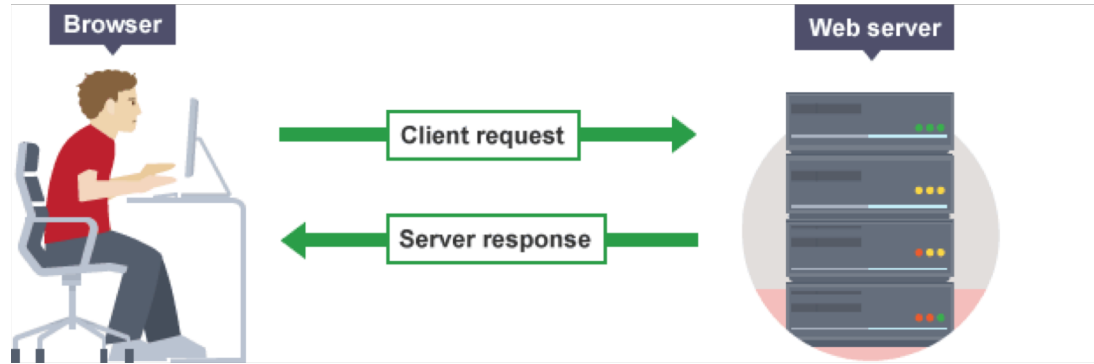 Browser
Web server
Client request
Server response